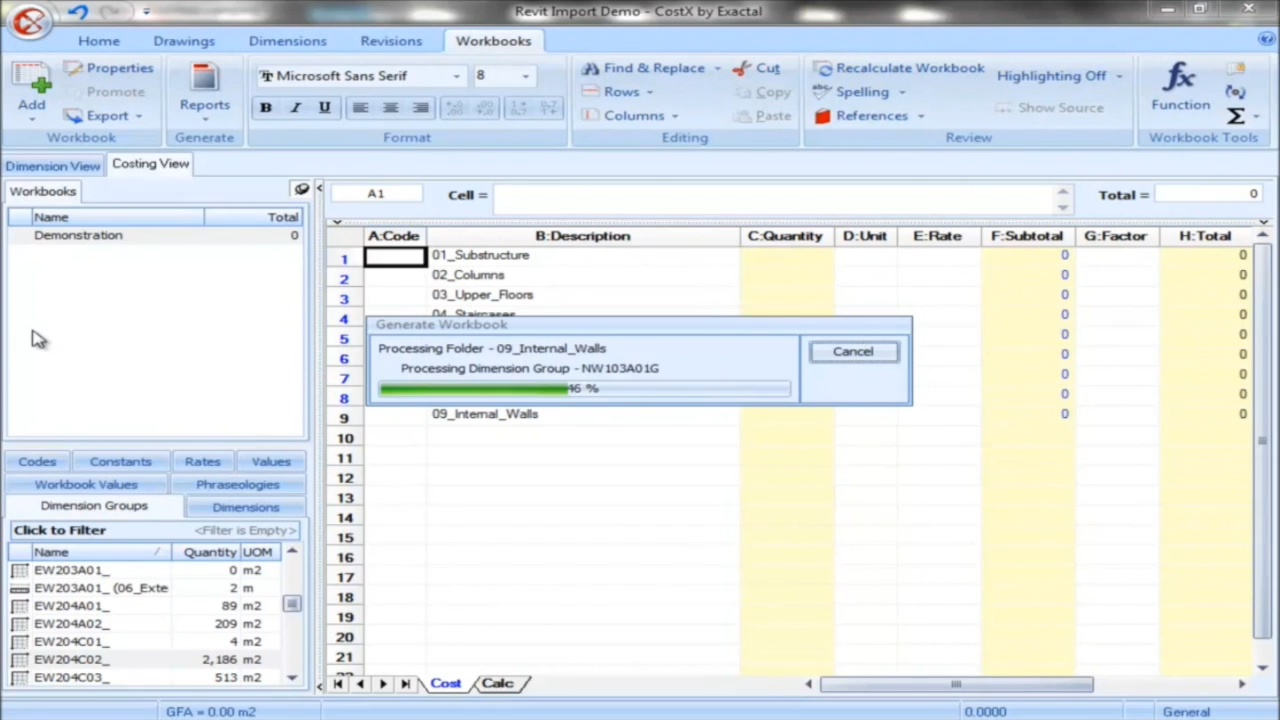 Revit Import Demo - CostX by Exactal
Home Drawings Dimensions Revisions Workbooks
Properties Microsoft Sans Serif 8 Find & Replace Cut Recalculate Workbook Highlighting Off
Add Promote Reports Rows Copy Spelling Show Source Function
Export B I U Columns Paste References Σ
Workbook Generate Format Editing Review Workbook Tools
Dimension View Costing View
Workbooks A1 Cell = Total = 0
Name Total
Demonstration 0
A:Code B:Description C:Quantity D:Unit E:Rate F:Subtotal G:Factor H:Total
1 01_Substructure 0 0
2 02_Columns 0 0
3 03_Upper_Floors 0 0
4 04_Staircases
5 0
6 0
7 0
8 0
9 09_Internal_Walls 0 0
10
11
12
13
14
15
16
17
18
19
20
21
Generate Workbook
Processing Folder - 09_Internal_Walls
Processing Dimension Group - NW103A01G
46 %
Cancel
Codes Constants Rates Values
Workbook Values Phraseologies
Dimension Groups Dimensions
Click to Filter <Filter is Empty>
Name Quantity UOM
EW203A01_ 0 m2
EW203A01_ (06_Exte 2 m
EW204A01_ 89 m2
EW204A02_ 209 m2
EW204C01_ 4 m2
EW204C02_ 2,186 m2
EW204C03_ 513 m2
Cost Calc
GFA = 0.00 m2 0.0000 General